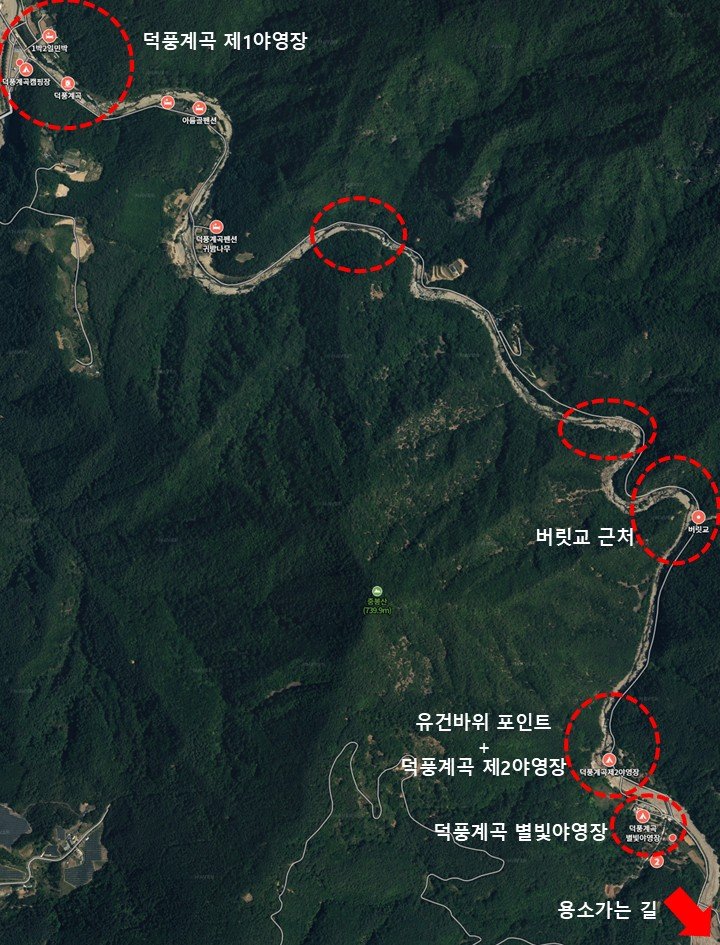 덕풍계곡 제1야영장
1박2일민박
덕풍계곡캠핑장
덕풍계곡
아름골펜션
덕풍계곡펜션
귀빈나무
버릿교 근처
버릿교
중봉산
(739.9m)
유건바위 포인트
+
덕풍계곡 제2야영장
덕풍계곡제2야영장
덕풍계곡 별빛야영장
덕풍계곡
별빛야영장
2
용소가는 길